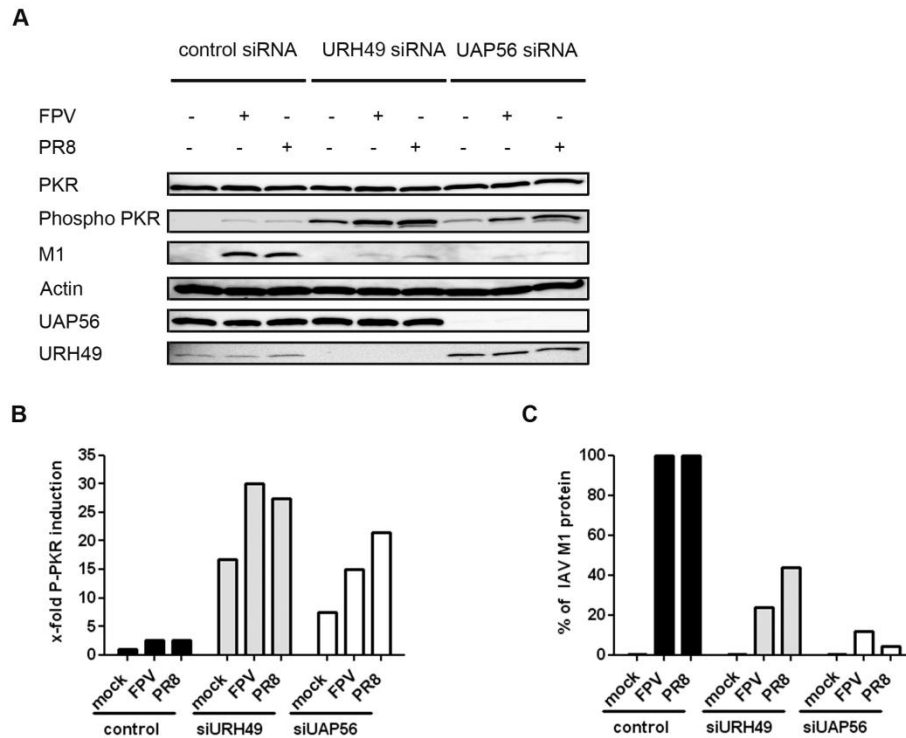 A
control siRNA URH49 siRNA UAP56 siRNA
FPV - + - - + - - + -
PR8 - - + - - + - - +
PKR
Phospho PKR
M1
Actin
UAP56
URH49
B
x-fold P-PKR induction
35
30
25
20
15
10
5
0
mock FPV PR8 mock FPV PR8 mock FPV PR8
control siURH49 siUAP56
C
% of IAV M1 protein
100
80
60
40
20
0
mock FPV PR8 mock FPV PR8 mock FPV PR8
control siURH49 siUAP56